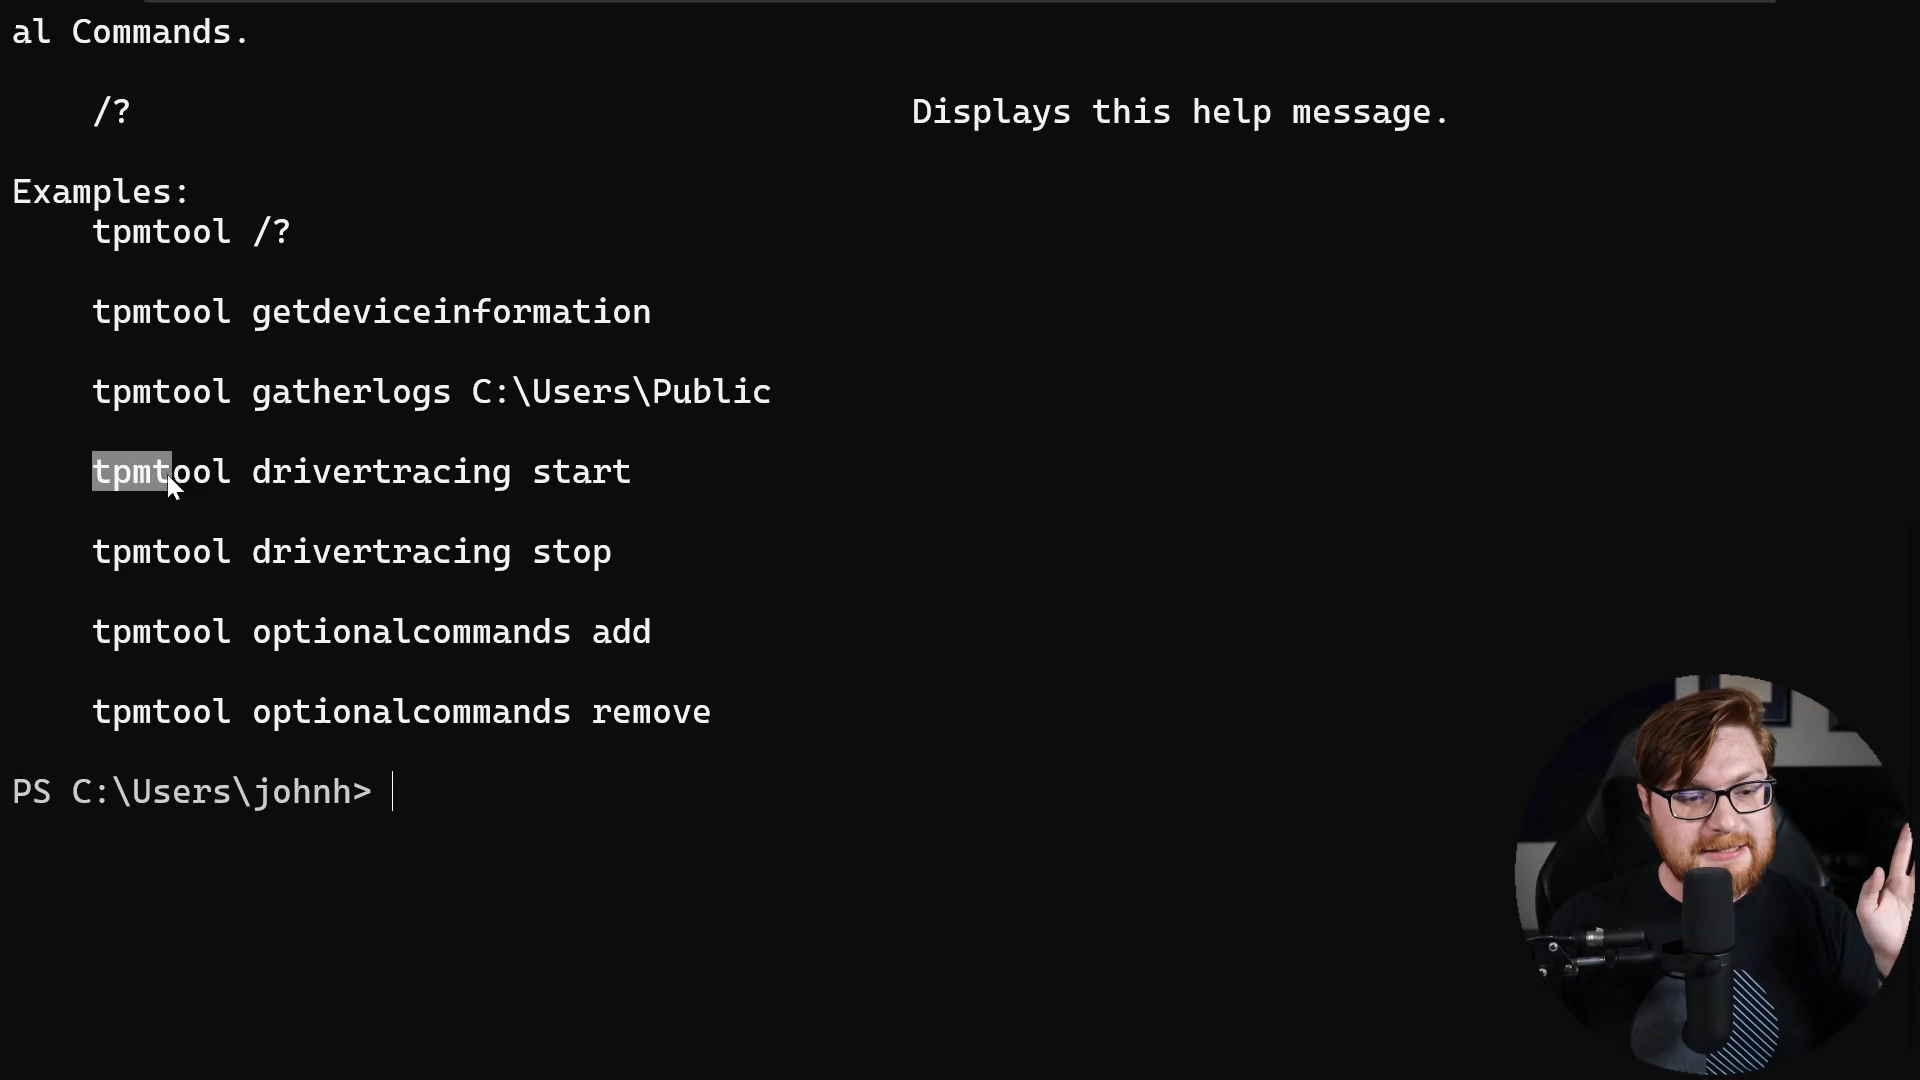 al Commands.
/? Displays this help message.
Examples:
tpmtool /?
tpmtool getdeviceinformation
tpmtool gatherlogs C:\Users\Public
tpmtool drivertracing start
tpmtool drivertracing stop
tpmtool optionalcommands add
tpmtool optionalcommands remove
PS C:\Users\johnh>